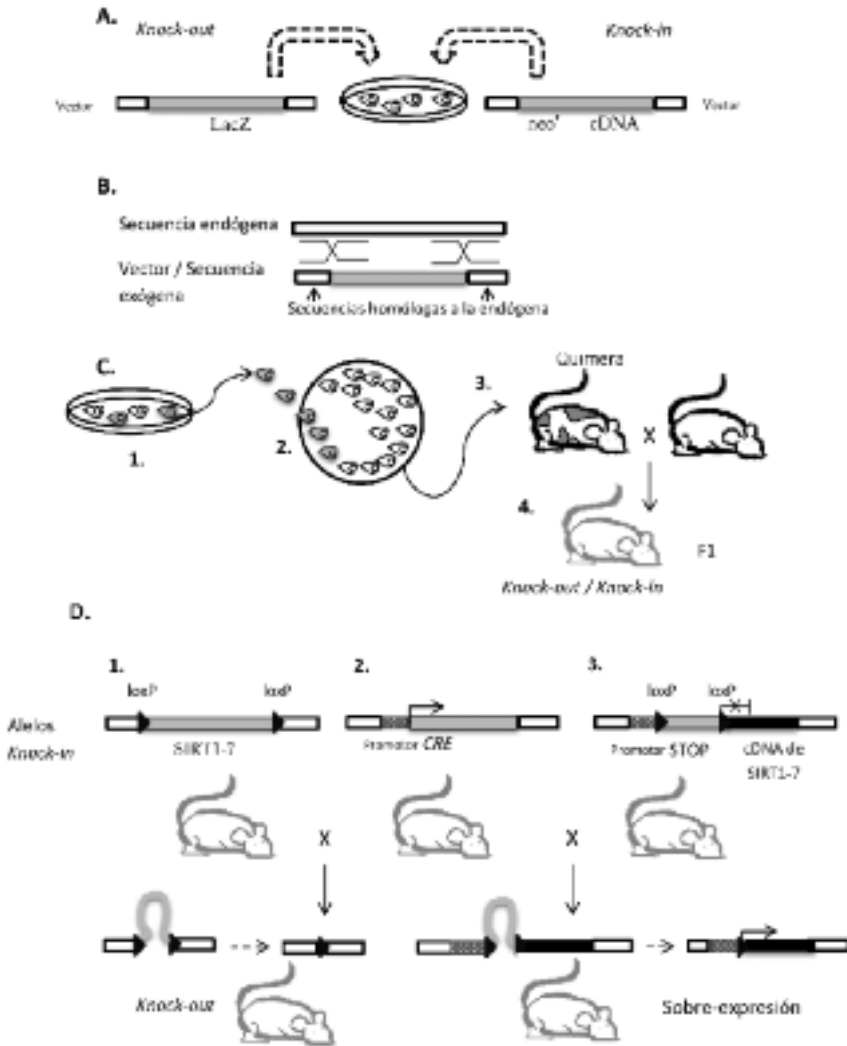 A.
Knock-out
Knock-in
Vector
LacZ
neo'
cDNA
Vector
B.
Secuencia endógena
Vector / Secuencia
exógena
Secuencias homólogas a la endógena
C.
1.
2.
3.
Quimera
X
4.
F1
Knock-out / Knock-in
D.
1.
2.
3.
loxP
loxP
loxP
loxP
Alelos
Knock-in
SIRT1-7
Promotor CRE
Promotor STOP
cDNA de
SIRT1-7
X
X
Knock-out
Sobre-expresión